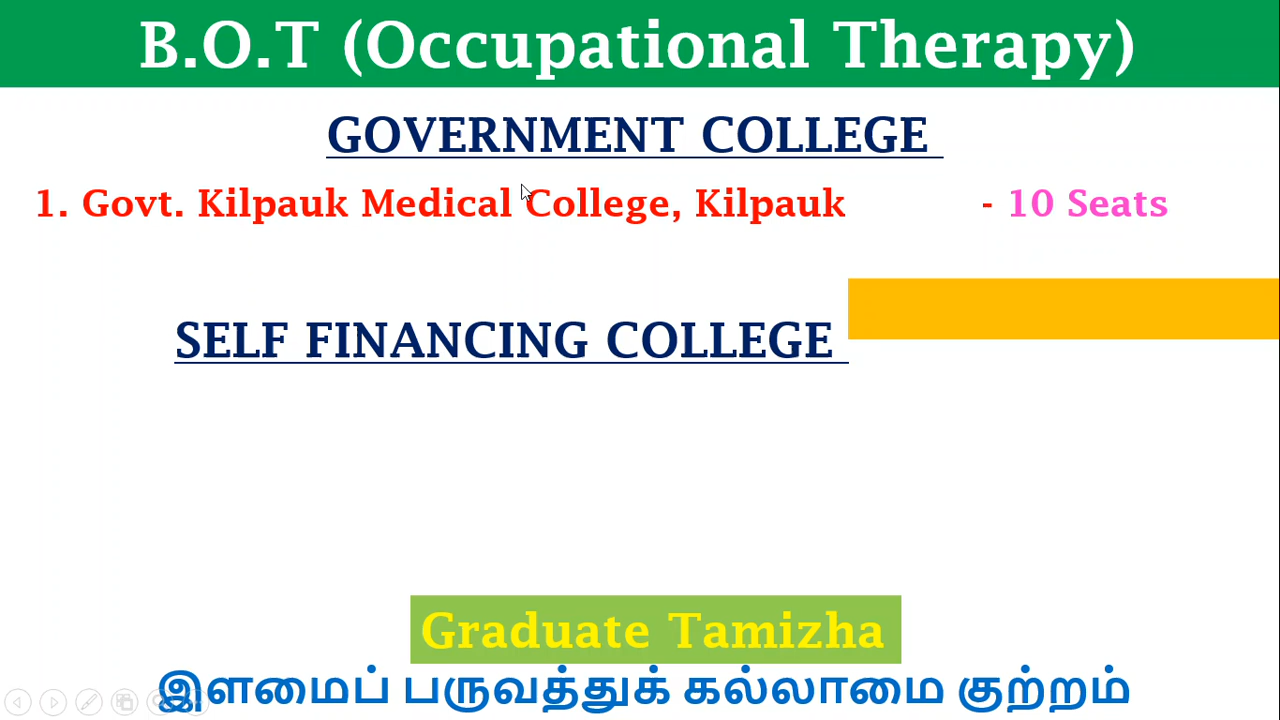 B.O.T (Occupational Therapy)
GOVERNMENT COLLEGE
1. Govt. Kilpauk Medical College, Kilpauk - 10 Seats
SELF FINANCING COLLEGE
Graduate Tamizha
இளமைப் பருவத்துக் கல்லாமை குற்றம்